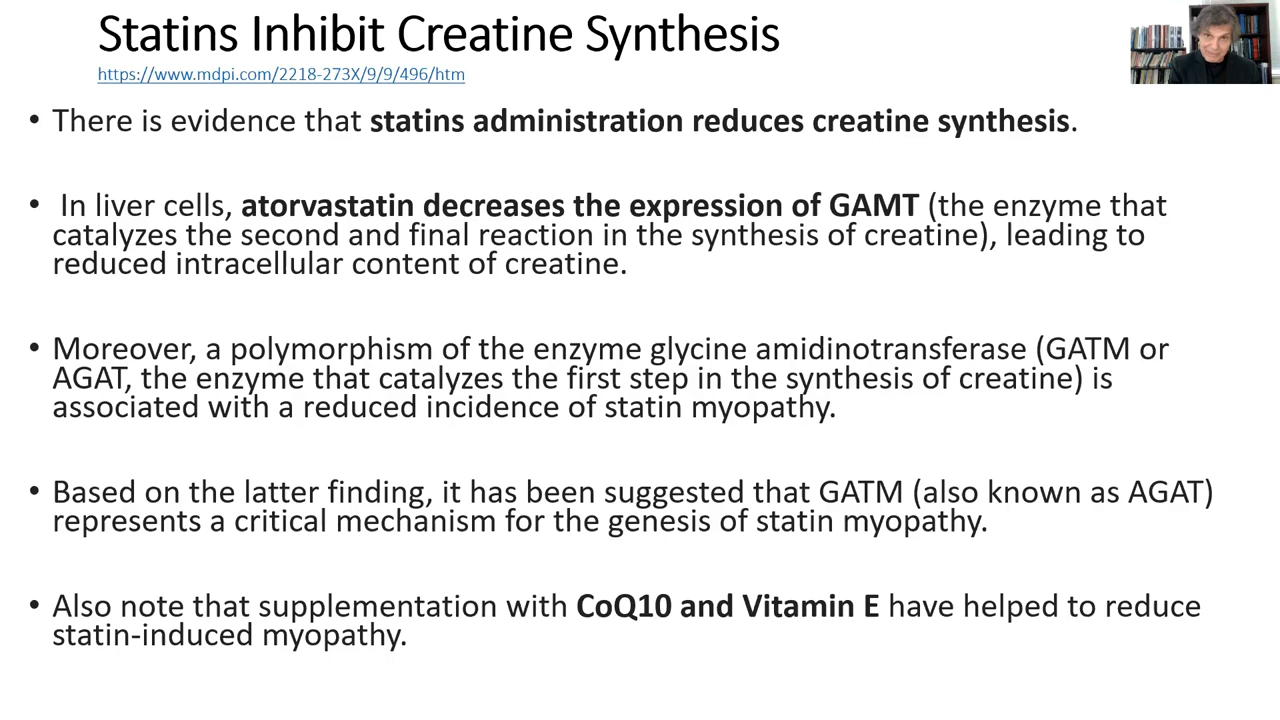 Statins Inhibit Creatine Synthesis
https://www.mdpi.com/2218-273X/9/9/496/htm
• There is evidence that statins administration reduces creatine synthesis.
• In liver cells, atorvastatin decreases the expression of GAMT (the enzyme that
catalyzes the second and final reaction in the synthesis of creatine), leading to
reduced intracellular content of creatine.
• Moreover, a polymorphism of the enzyme glycine amidinotransferase (GATM or
AGAT, the enzyme that catalyzes the first step in the synthesis of creatine) is
associated with a reduced incidence of statin myopathy.
• Based on the latter finding, it has been suggested that GATM (also known as AGAT)
represents a critical mechanism for the genesis of statin myopathy.
• Also note that supplementation with CoQ10 and Vitamin E have helped to reduce
statin-induced myopathy.